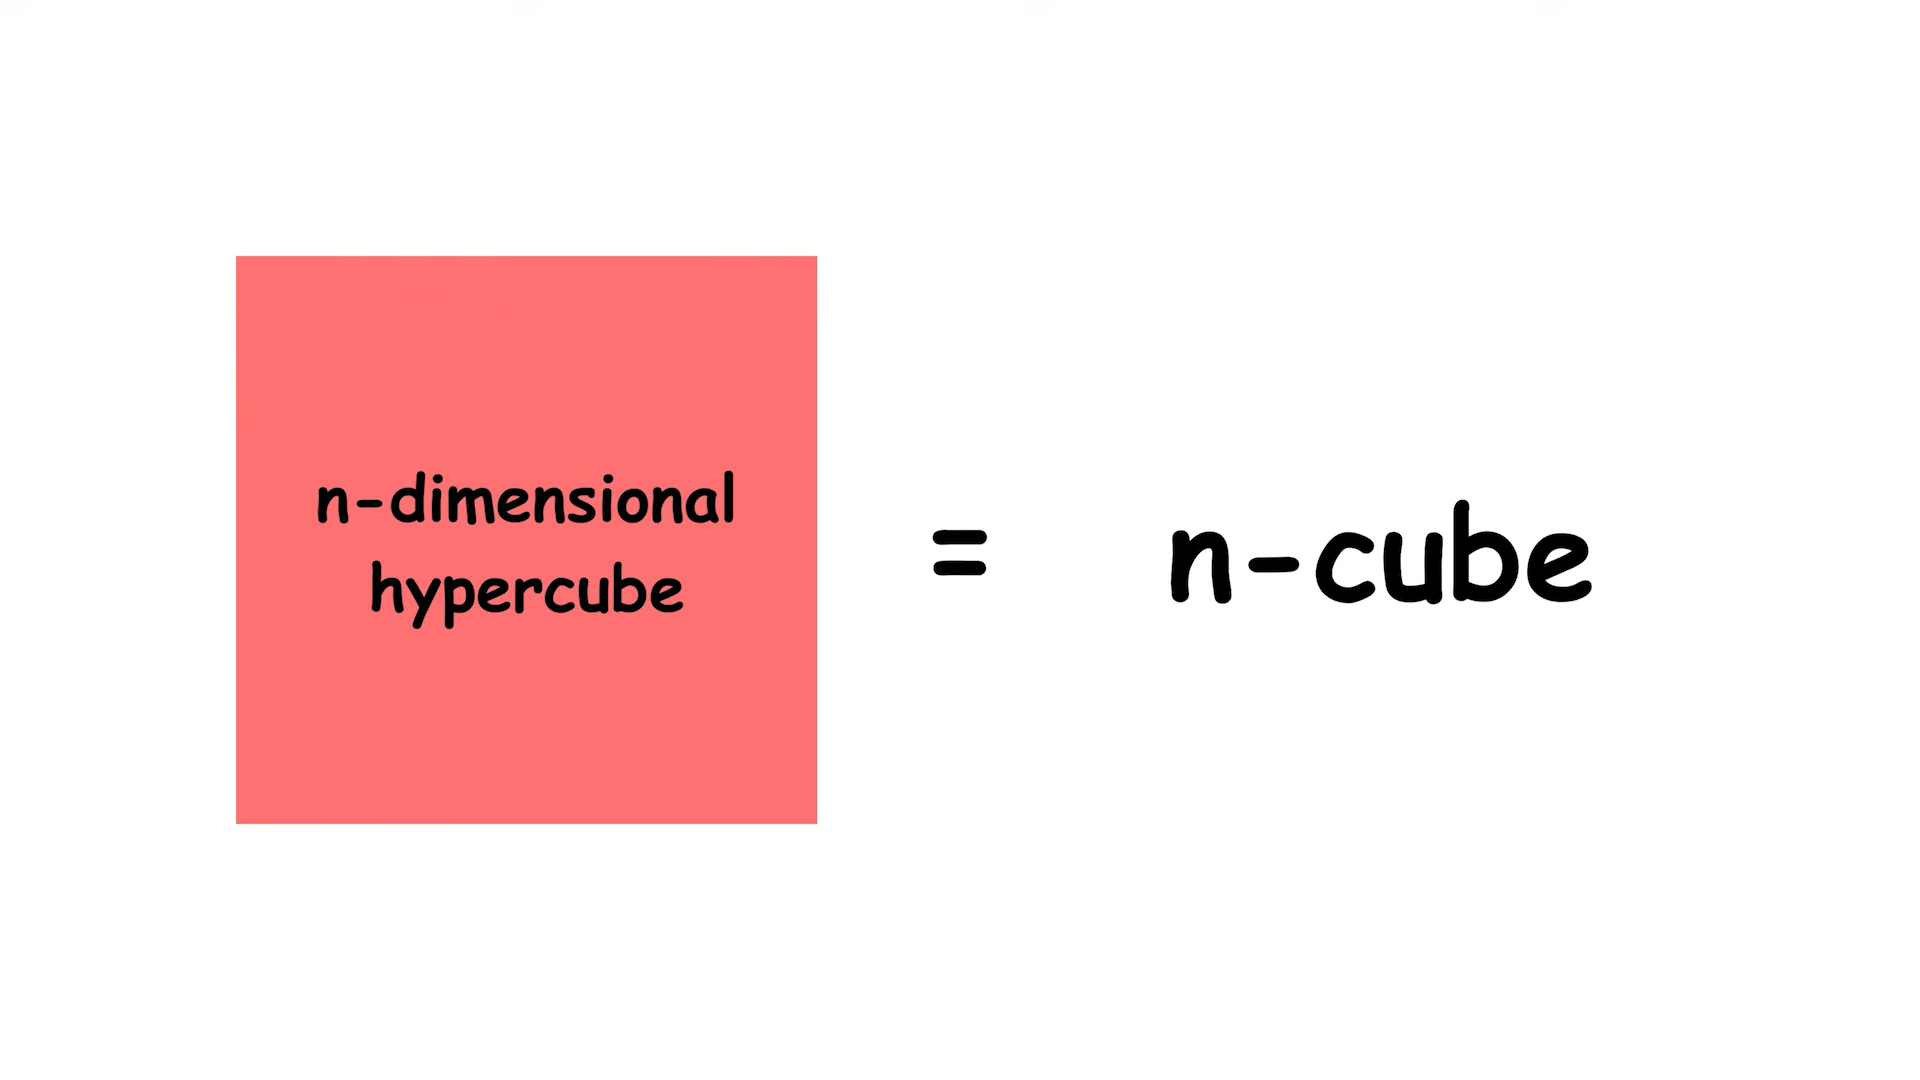 n-dimensional
hypercube
=
n-cube